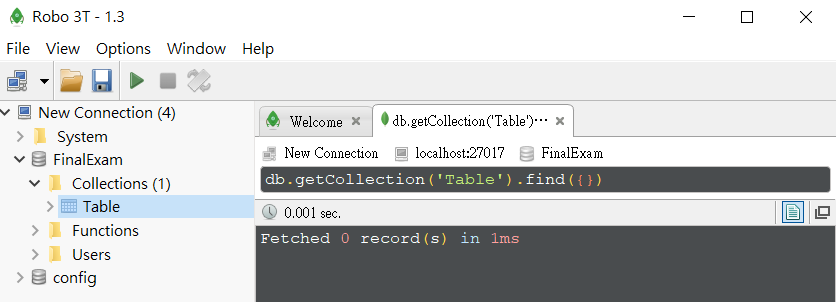 Robo 3T - 1.3
File View Options Window Help
New Connection (4)
System
FinalExam
Collections (1)
Table
Functions
Users
config
Welcome
db.getCollection('Table')···
New Connection localhost:27017 FinalExam
db.getCollection('Table').find({})
0.001 sec.
Fetched 0 record(s) in 1ms